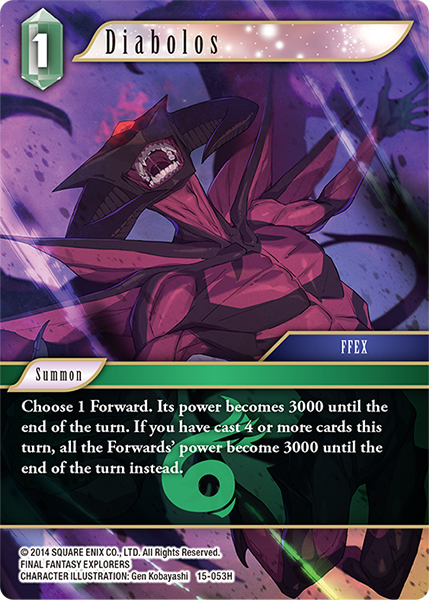 1
Diabolos
FFEX
Summon
Choose 1 Forward. Its power becomes 3000 until the
end of the turn. If you have cast 4 or more cards this
turn, all the Forwards' power become 3000 until the
end of the turn instead.
© 2014 SQUARE ENIX CO., LTD. All Rights Reserved.
FINAL FANTASY EXPLORERS
CHARACTER ILLUSTRATION: Gen Kobayashi 15-053H